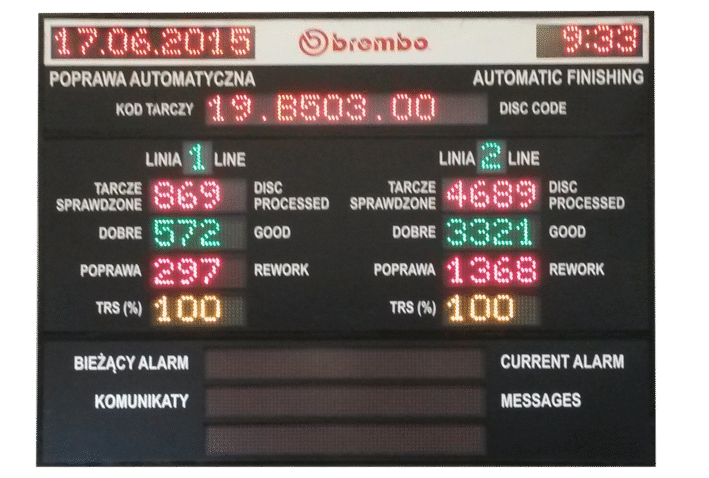 17.06.2015 brembo 9:33
POPRAWA AUTOMATYCZNA AUTOMATIC FINISHING
KOD TARCZY 19.B503.00 DISC CODE
LINIA 1 LINE LINIA 2 LINE
TARCZE SPRAWDZONE 869 DISC PROCESSED TARCZE SPRAWDZONE 4689 DISC PROCESSED
DOBRE 572 GOOD DOBRE 3321 GOOD
POPRAWA 297 REWORK POPRAWA 1368 REWORK
TRS (%) 100 TRS (%) 100
BIEŻĄCY ALARM CURRENT ALARM
KOMUNIKATY MESSAGES